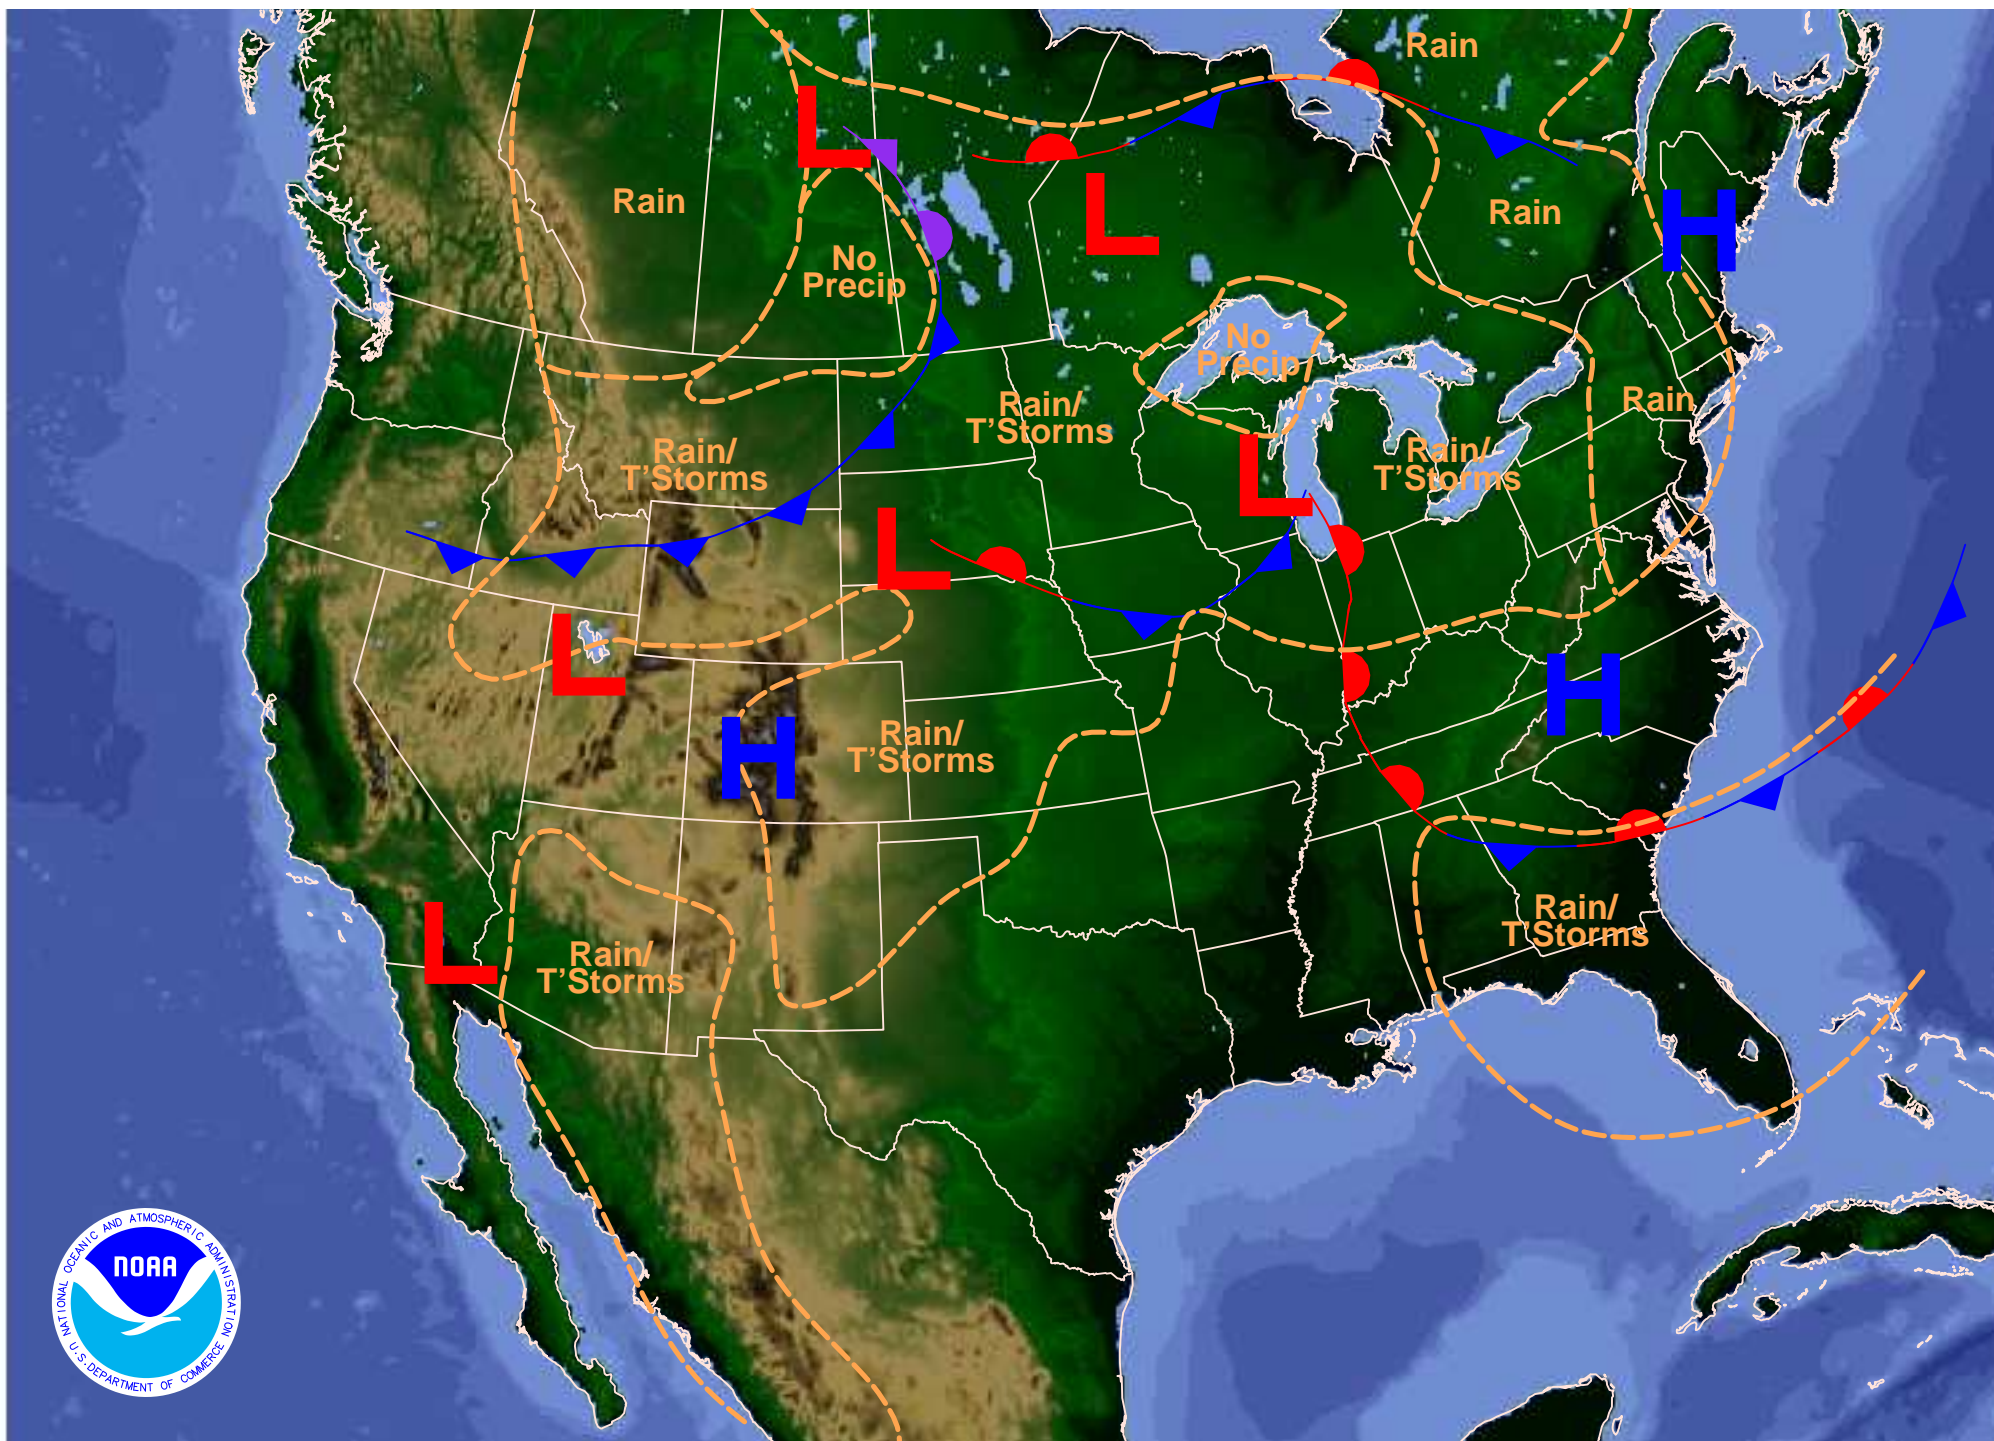 Rain
L
Rain
L
Rain
H
No
Precip
No
Precip
Rain
Rain/
T'Storms
Rain/
T'Storms
Rain/
T'Storms
L
L
L
H
H
Rain/
T'Storms
L
Rain/
T'Storms
Rain/
T'Storms
NATIONAL OCEANIC AND ATMOSPHERIC ADMINISTRATION
NOAA
U.S. DEPARTMENT OF COMMERCE